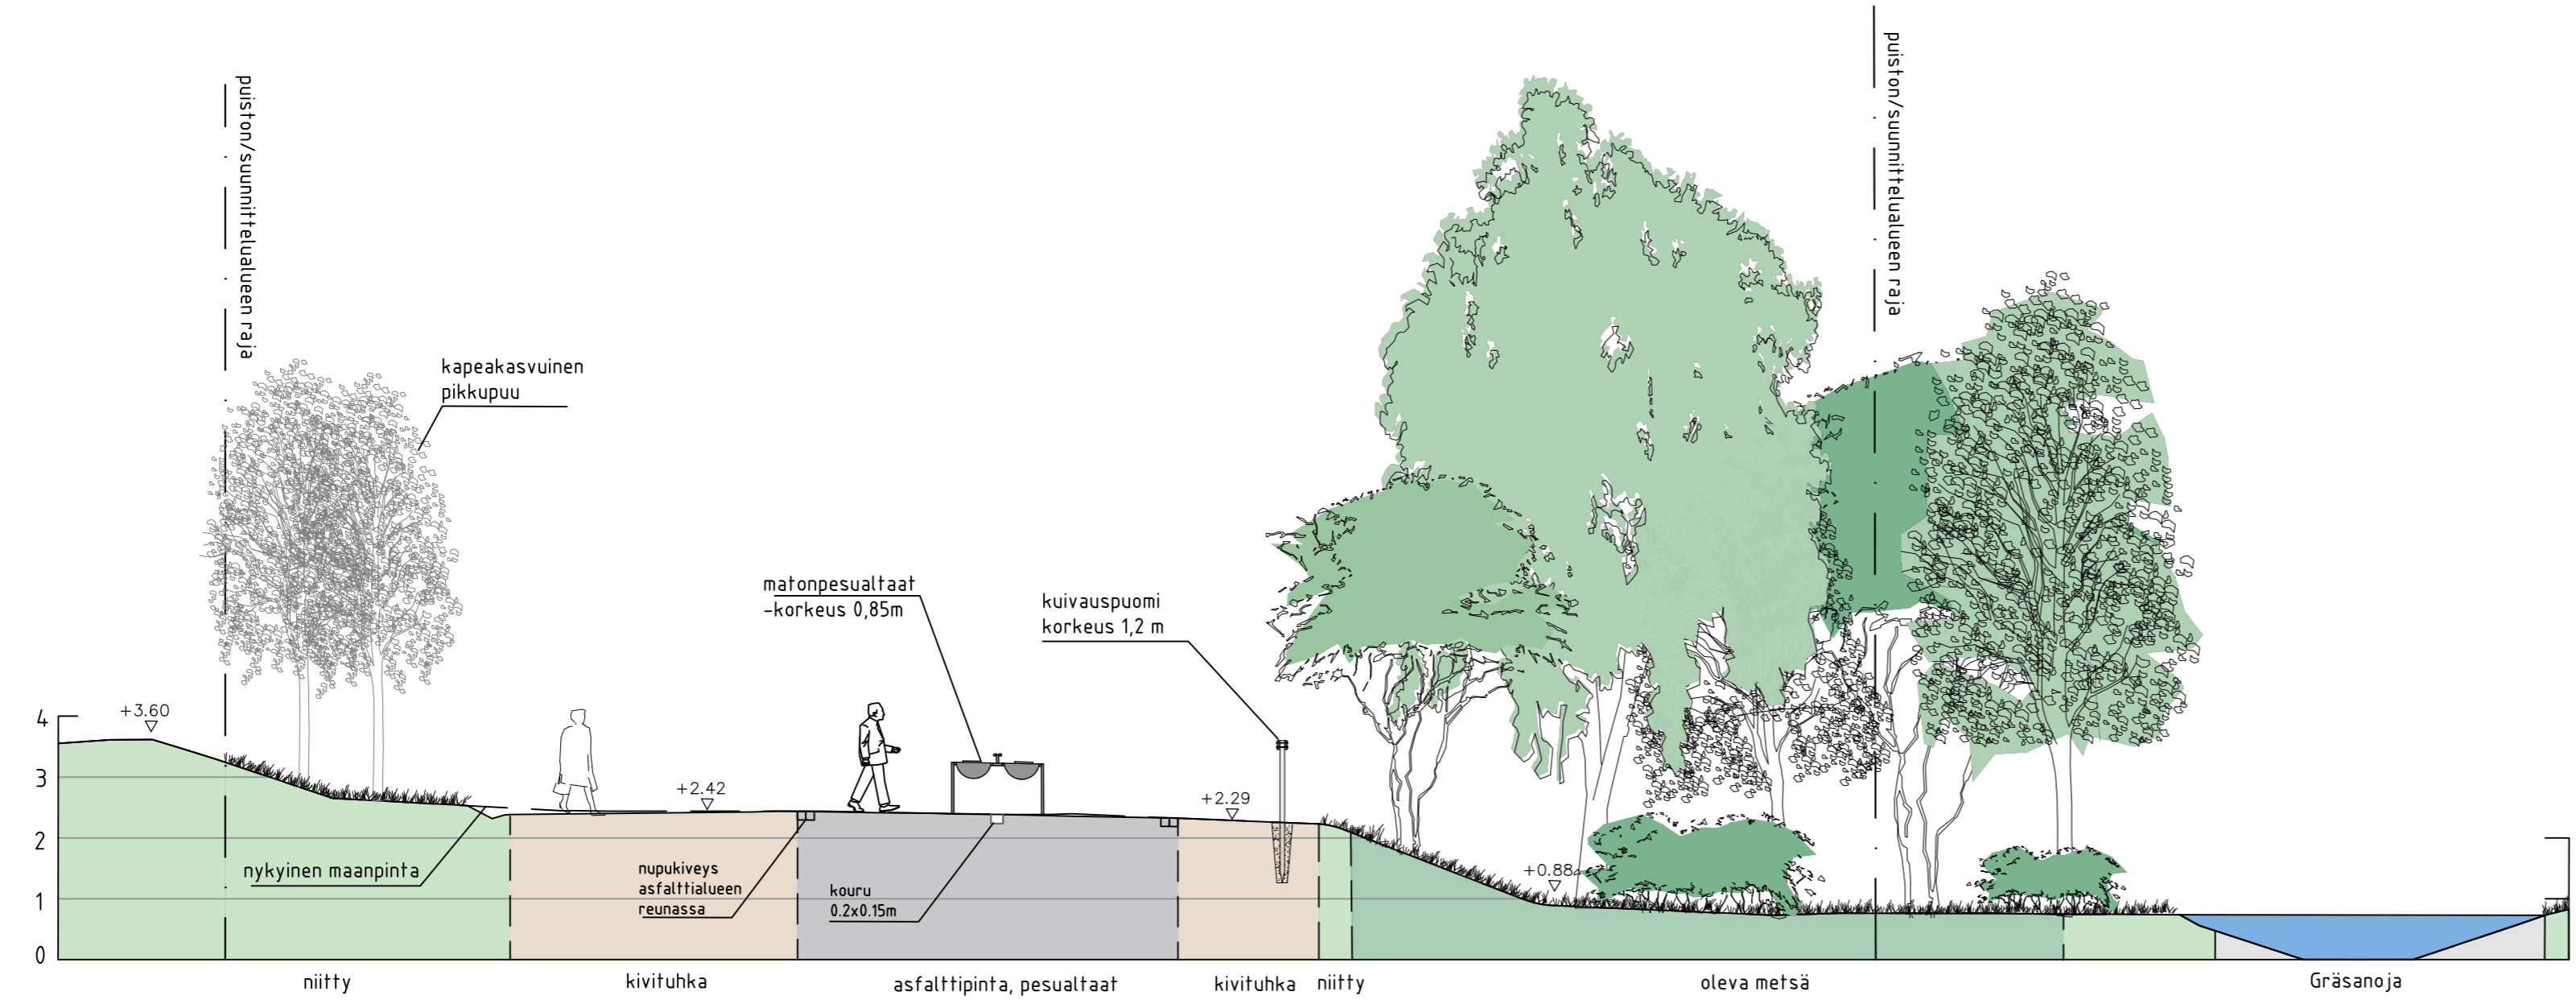 puiston/suunnittelualueen raja
puiston/suunnittelualueen raja
kapeakasvuinen
pikkupuu
matonpesualtaat
-korkeus 0,85m
kuivauspuomi
korkeus 1,2 m
+3.60
+2.42
+2.29
+0.88
4
3
2
1
0
nykyinen maanpinta
nupukiveys
asfalttialueen
reunassa
kouru
0.2x0.15m
niitty
kivituhka
asfalttipinta, pesualtaat
kivituhka
niitty
oleva metsä
Gräsanoja